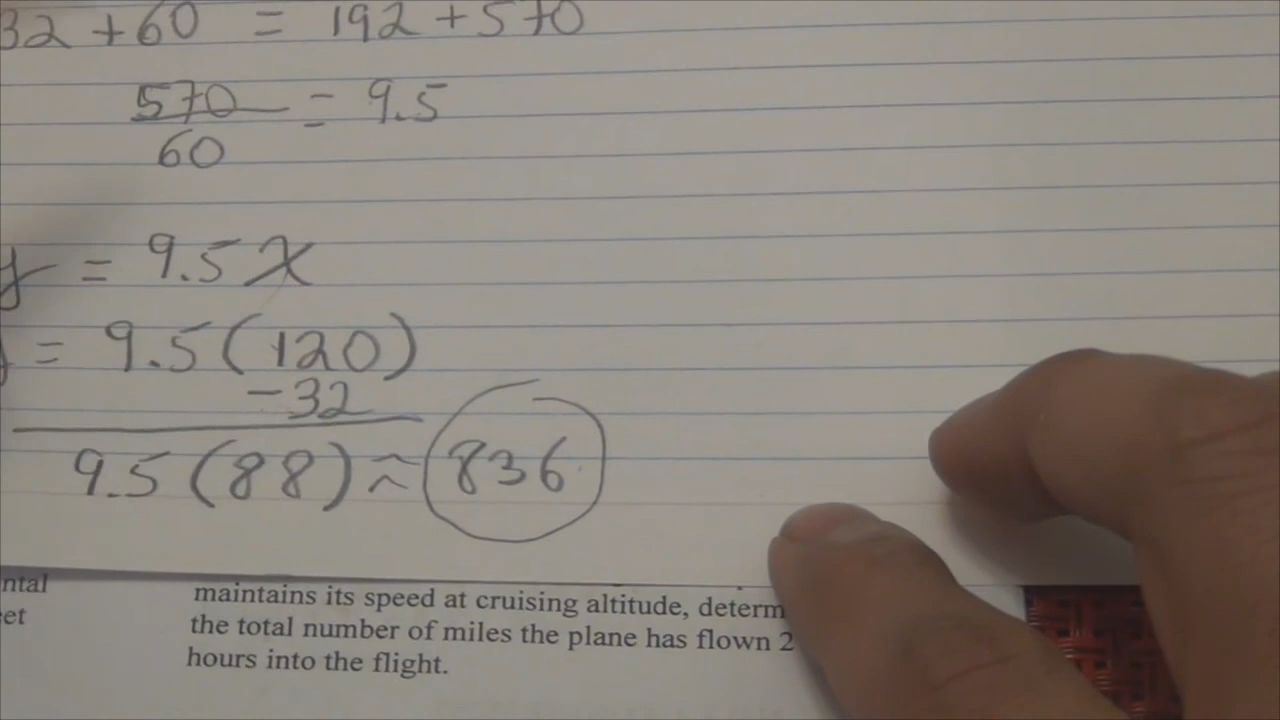 32 + 60 = 192 + 570
570
60
= 9.5
y = 9.5x
= 9.5(120)
-32
9.5(88) ≈ 836
maintains its speed at cruising altitude, determ
the total number of miles the plane has flown 2
hours into the flight.
ntal
eet